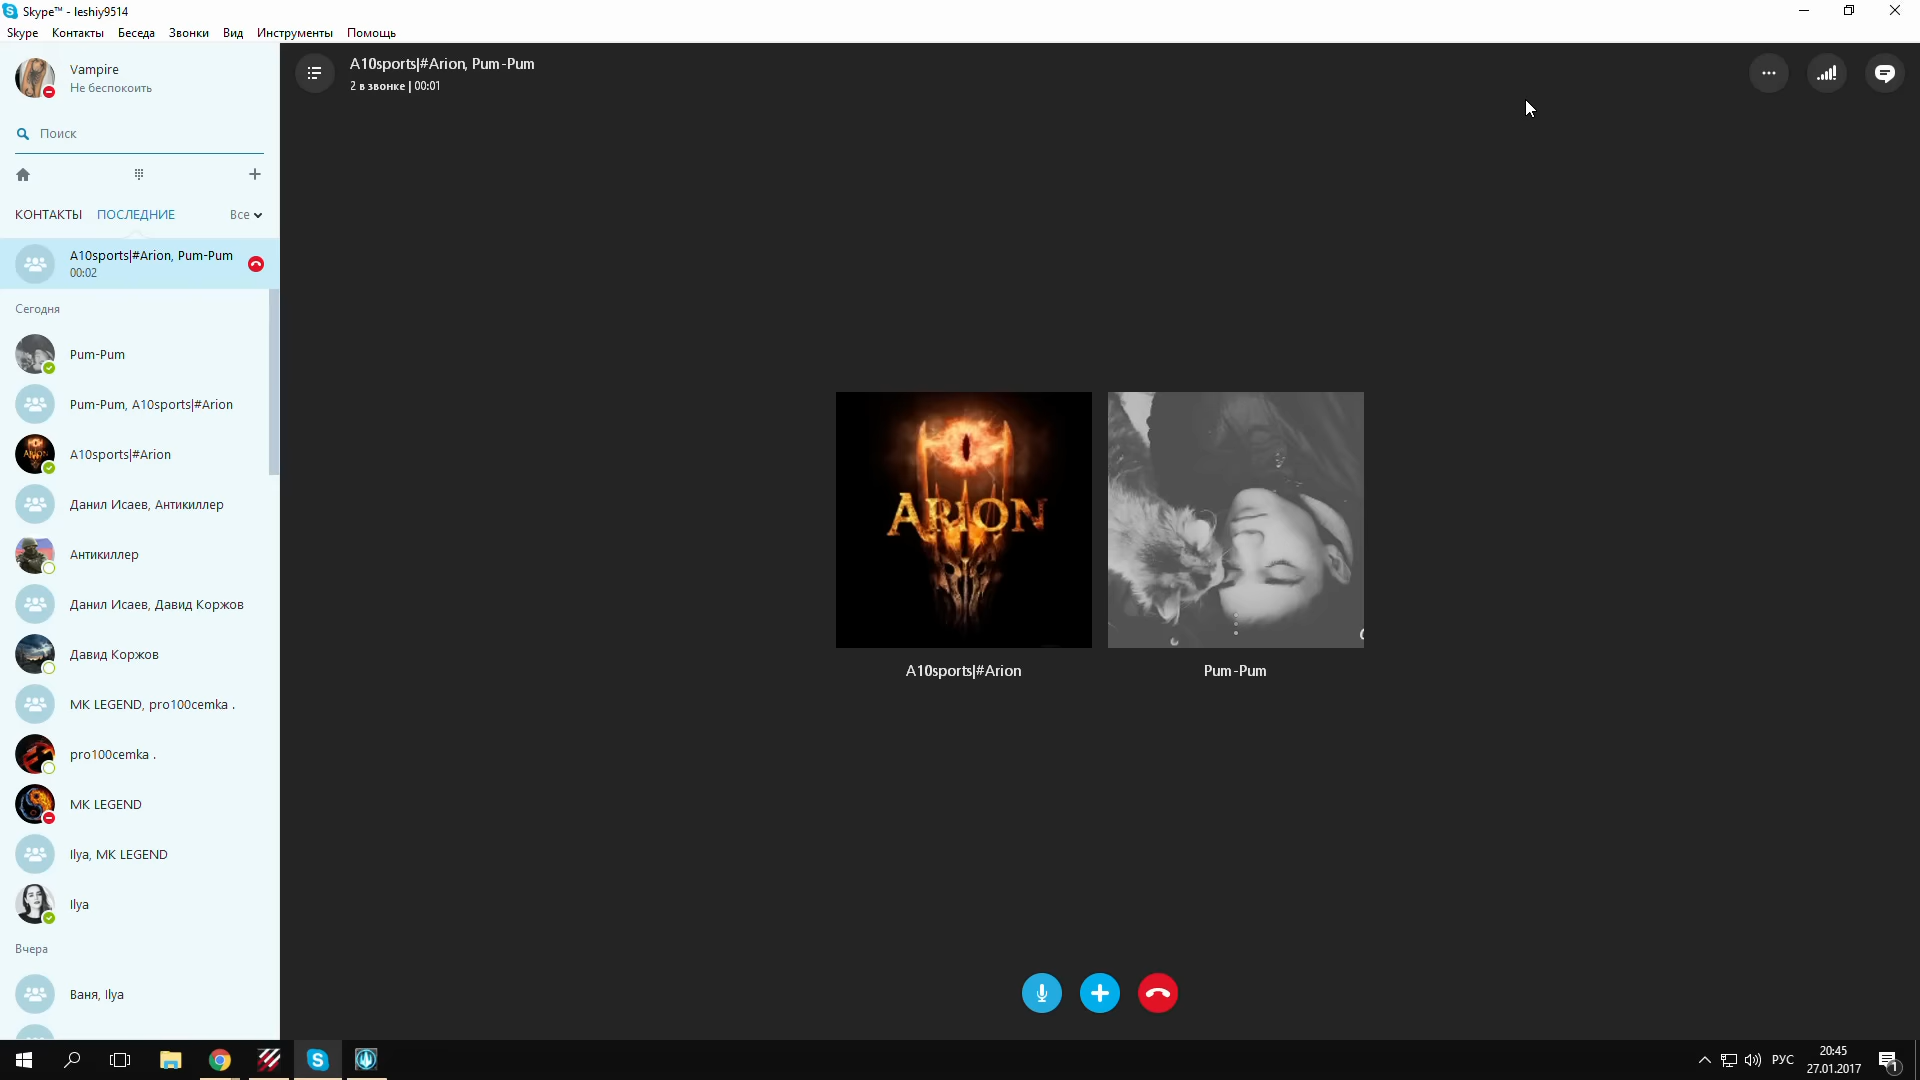 Skype™ - leshiy9514
Skype Контакты Беседа Звонки Вид Инструменты Помощь
Vampire
Не беспокоить
Поиск
КОНТАКТЫ ПОСЛЕДНИЕ Все
A10sports|#Arion, Pum-Pum
00:02
Сегодня
Pum-Pum
Pum-Pum, A10sports|#Arion
A10sports|#Arion
Данил Исаев, Антикиллер
Антикиллер
Данил Исаев, Давид Коржов
Давид Коржов
MK LEGEND, pro100cemka .
pro100cemka .
MK LEGEND
Ilya, MK LEGEND
Ilya
Вчера
Ваня, Ilya
A10sports|#Arion, Pum-Pum
2 в звонке | 00:01
ARION
A10sports|#Arion
Pum-Pum
РУС
20:45
27.01.2017
1